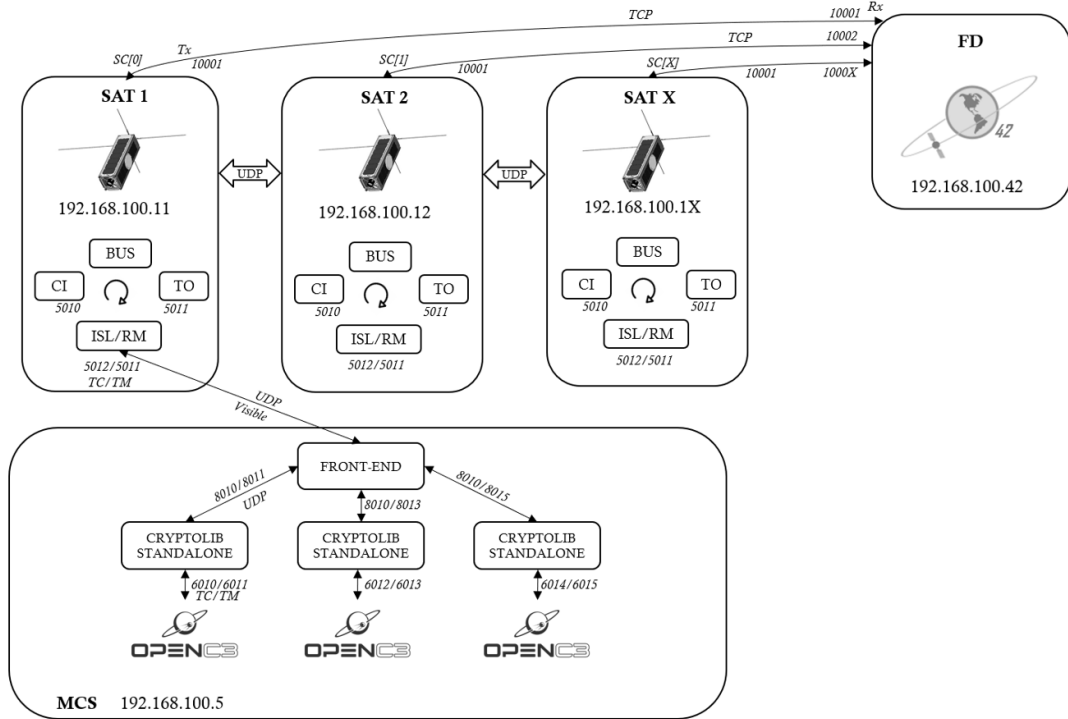 TCP
10001
Rx
FD
42
192.168.100.42
TCP
10002
SC[0]
Tx
10001
SC[1]
10001
SC[X]
10001
1000X
SAT 1
192.168.100.11
BUS
CI
5010
TO
5011
ISL/RM
5012/5011
TC/TM
UDP
SAT 2
192.168.100.12
BUS
CI
5010
TO
5011
ISL/RM
5012/5011
UDP
SAT X
192.168.100.1X
BUS
CI
5010
TO
5011
ISL/RM
5012/5011
UDP
Visible
FRONT-END
8010/8011
UDP
8010/8013
8010/8015
CRYPTOLIB
STANDALONE
CRYPTOLIB
STANDALONE
CRYPTOLIB
STANDALONE
6010/6011
TC/TM
6012/6013
6014/6015
OPENC3
OPENC3
OPENC3
MCS 192.168.100.5